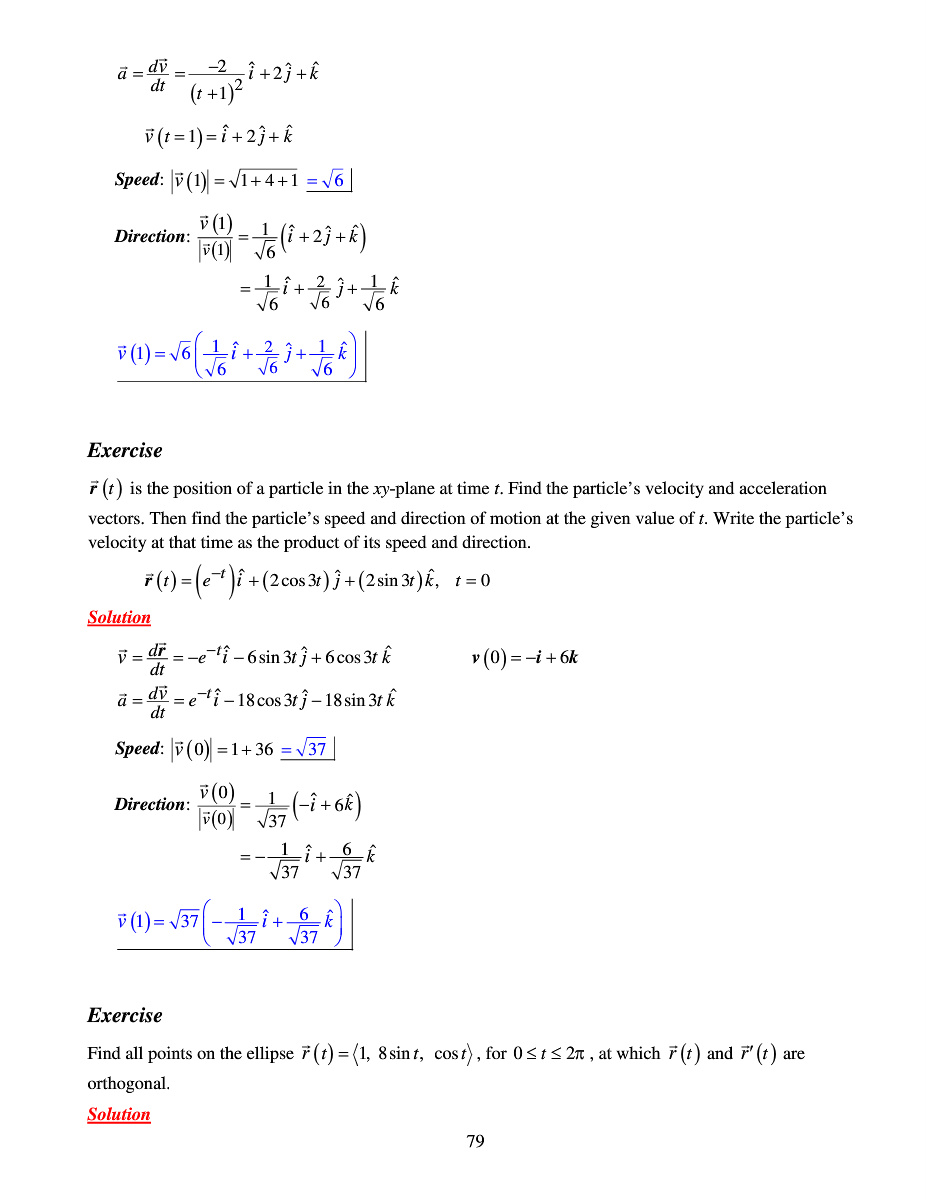 $\vec{a} = \frac{d\vec{v}}{dt} = \frac{-2}{(t+1)^2}\hat{i} + 2\hat{j} + \hat{k}$
$\vec{v}(t=1) = \hat{i} + 2\hat{j} + \hat{k}$
Speed: $|\vec{v}(1)| = \sqrt{1+4+1} = \sqrt{6}$
Direction: $\frac{\vec{v}(1)}{|\vec{v}(1)|} = \frac{1}{\sqrt{6}}(\hat{i} + 2\hat{j} + \hat{k})$
$= \frac{1}{\sqrt{6}}\hat{i} + \frac{2}{\sqrt{6}}\hat{j} + \frac{1}{\sqrt{6}}\hat{k}$
$\vec{v}(1) = \sqrt{6}\left(\frac{1}{\sqrt{6}}\hat{i} + \frac{2}{\sqrt{6}}\hat{j} + \frac{1}{\sqrt{6}}\hat{k}\right)$
Exercise
$\vec{r}(t)$ is the position of a particle in the xy-plane at time t. Find the particle’s velocity and acceleration
vectors. Then find the particle’s speed and direction of motion at the given value of t. Write the particle’s
velocity at that time as the product of its speed and direction.
$\vec{r}(t) = (e^{-t})\hat{i} + (2\cos 3t)\hat{j} + (2\sin 3t)\hat{k}, \quad t = 0$
Solution
$\vec{v} = \frac{d\vec{r}}{dt} = -e^{-t}\hat{i} - 6\sin 3t\,\hat{j} + 6\cos 3t\,\hat{k}$ $\quad v(0) = -i + 6k$
$\vec{a} = \frac{d\vec{v}}{dt} = e^{-t}\hat{i} - 18\cos 3t\,\hat{j} - 18\sin 3t\,\hat{k}$
Speed: $|\vec{v}(0)| = 1 + 36 = \sqrt{37}$
Direction: $\frac{\vec{v}(0)}{|\vec{v}(0)|} = \frac{1}{\sqrt{37}}(-\hat{i} + 6\hat{k})$
$= -\frac{1}{\sqrt{37}}\hat{i} + \frac{6}{\sqrt{37}}\hat{k}$
$\vec{v}(1) = \sqrt{37}\left(-\frac{1}{\sqrt{37}}\hat{i} + \frac{6}{\sqrt{37}}\hat{k}\right)$
Exercise
Find all points on the ellipse $\vec{r}(t) = \langle 1, 8\sin t, \cos t \rangle$, for $0 \le t \le 2\pi$, at which $\vec{r}(t)$ and $\vec{r}'(t)$ are
orthogonal.
Solution
79